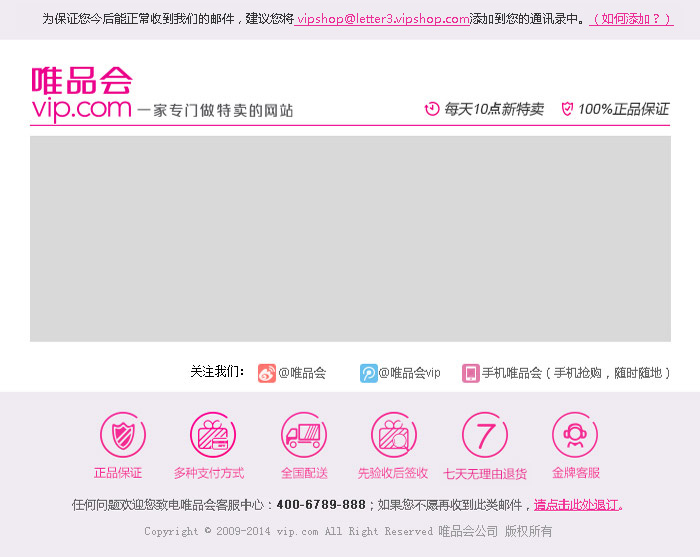 为保证您今后能正常收到我们的邮件，建议您将 vipshop@letter3.vipshop.com添加到您的通讯录中。（如何添加？）
唯品会
vip.com 一家专门做特卖的网站 每天10点新特卖 100%正品保证
关注我们： @唯品会 @唯品会vip 手机唯品会（手机抢购，随时随地）
7
正品保证 多种支付方式 全国配送 先验收后签收 七天无理由退货 金牌客服
任何问题欢迎您致电唯品会客服中心：400-6789-888；如果您不愿再收到此类邮件，请点击此处退订。
Copyright © 2009-2014 vip.com All Right Reserved 唯品会公司 版权所有